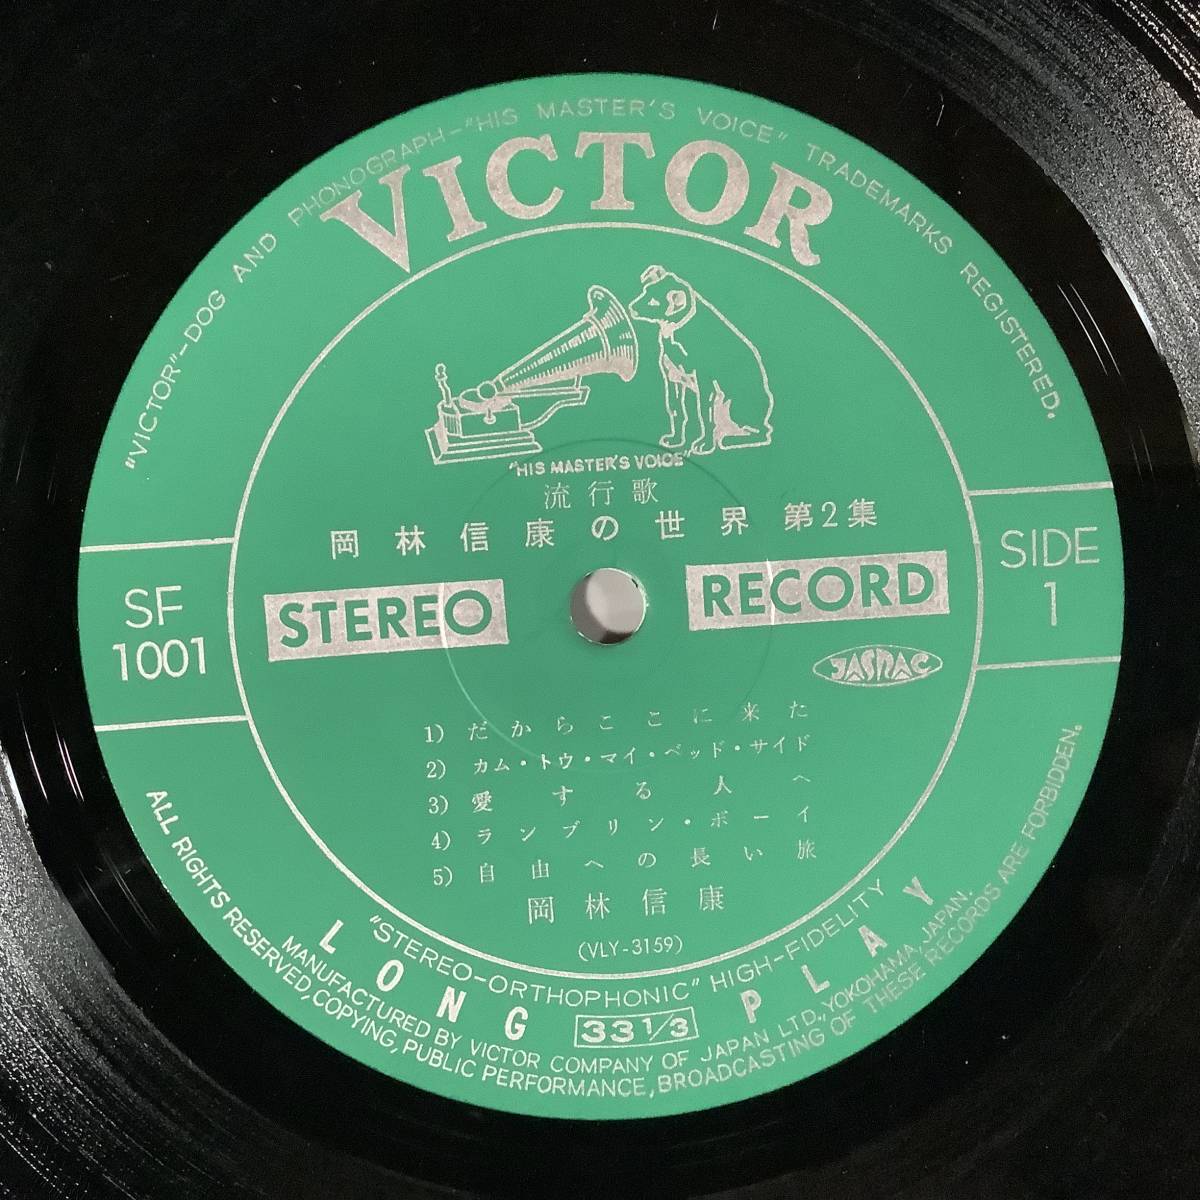 "VICTOR"–DOG AND PHONOGRAPH–"HIS MASTER'S VOICE" TRADEMARKS REGISTERED.
VICTOR
"HIS MASTER'S VOICE"
流行歌
岡林信康の世界 第2集
SF
1001
STEREO RECORD
SIDE
1
JASRAC
1) だからここに来た
2) カム・トゥ・マイ・ベッド・サイド
3) 愛する人へ
4) ランブリン・ボーイ
5) 自由への長い旅
岡林信康
(VLY-3159)
"STEREO–ORTHOPHONIC" HIGH–FIDELITY
LONG 33 1/3 PLAY
MANUFACTURED BY VICTOR COMPANY OF JAPAN LTD., YOKOHAMA, JAPAN.
ALL RIGHTS RESERVED, COPYING, PUBLIC PERFORMANCE, BROADCASTING OF THESE RECORDS ARE FORBIDDEN.